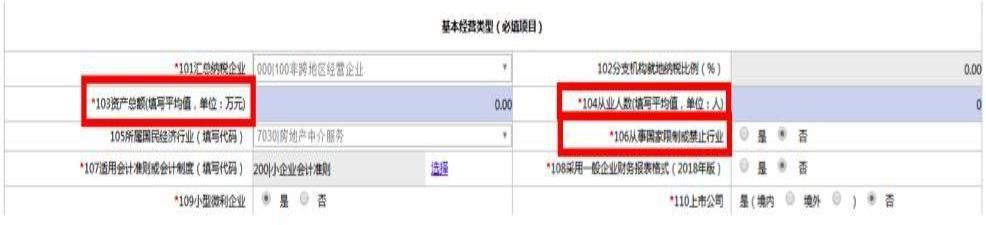 基本经营类型（必填项目）
*101汇总纳税企业 000|100非跨地区经营企业 102分支机构就地纳税比例（%） 0.00
*103资产总额(填写平均值，单位：万元) 0.00 *104从业人数(填写平均值，单位：人) 0
105所属国民经济行业（填写代码） 7030|房地产中介服务 *106从事国家限制或禁止行业 是 否
*107适用会计准则或会计制度（填写代码） 200|小企业会计准则 选择 *108采用一般企业财务报表格式（2018年版） 是 否
*109小型微利企业 是 否 *110上市公司 是（境内 境外 ） 否